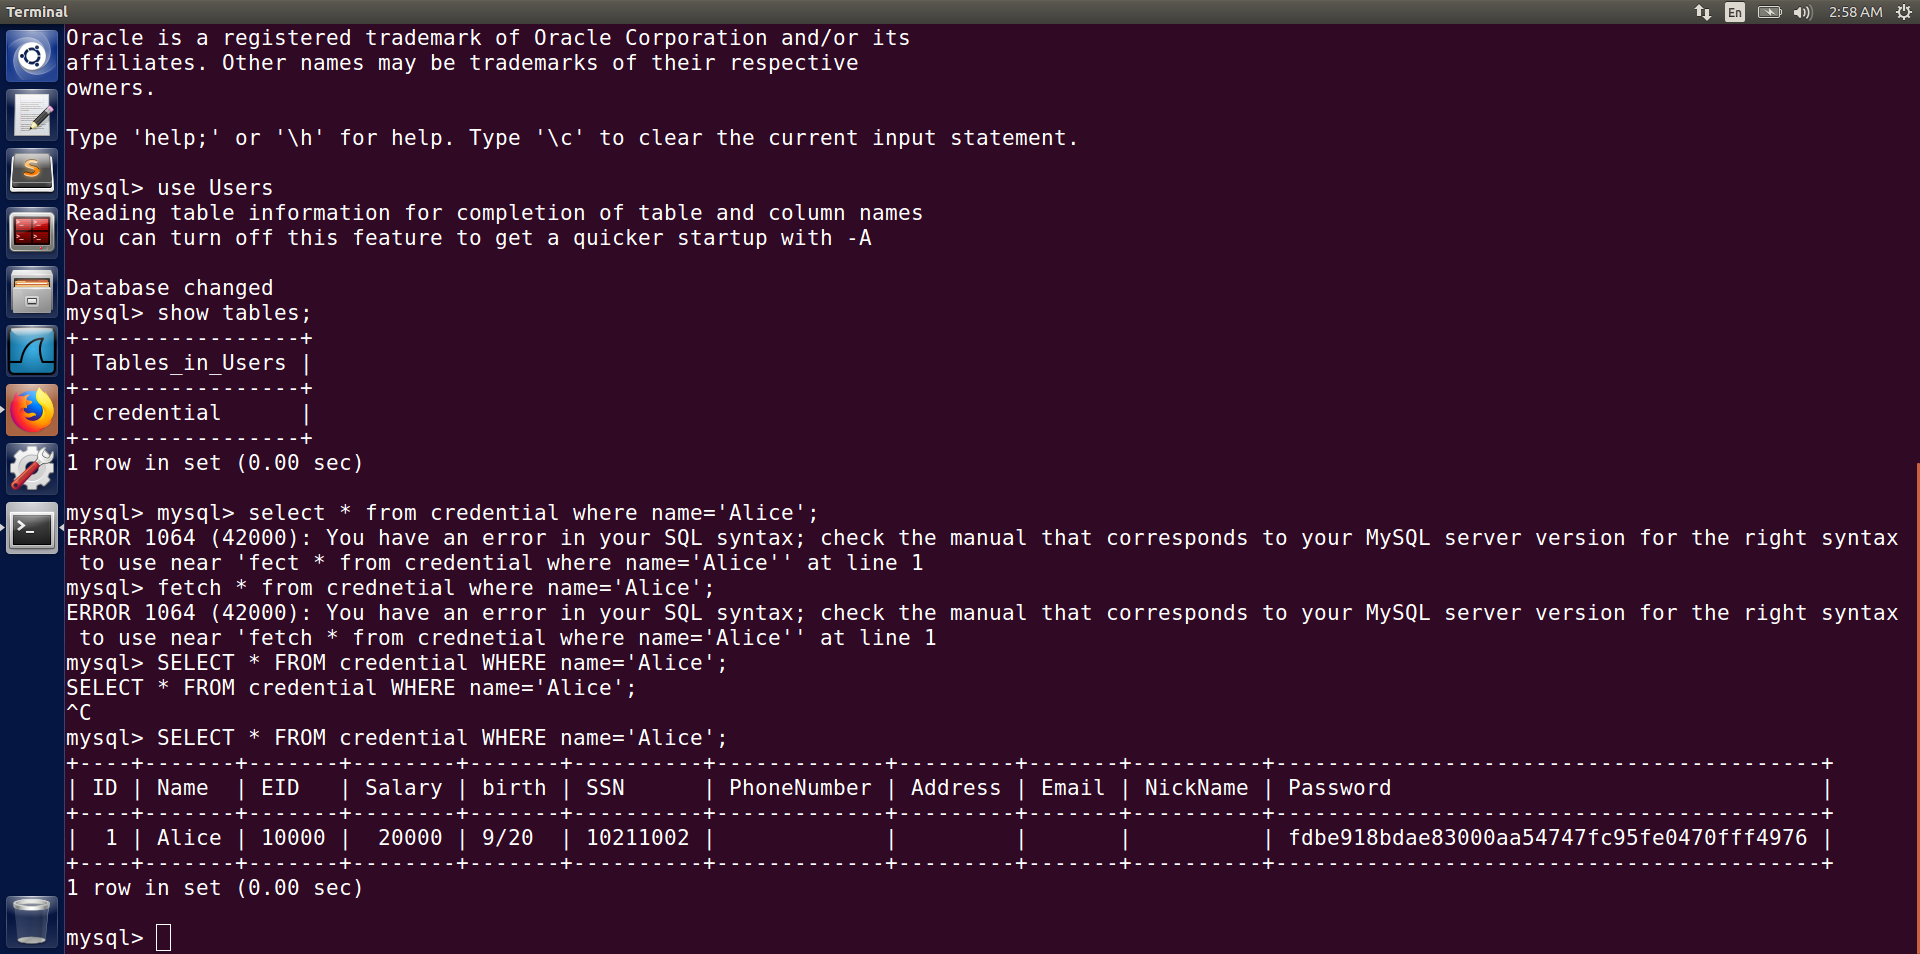 Terminal
En
2:58 AM
Oracle is a registered trademark of Oracle Corporation and/or its
affiliates. Other names may be trademarks of their respective
owners.
Type 'help;' or '\h' for help. Type '\c' to clear the current input statement.
mysql> use Users
Reading table information for completion of table and column names
You can turn off this feature to get a quicker startup with -A
Database changed
mysql> show tables;
+-----------------+
| Tables_in_Users |
+-----------------+
| credential      |
+-----------------+
1 row in set (0.00 sec)
mysql> mysql> select * from credential where name='Alice';
ERROR 1064 (42000): You have an error in your SQL syntax; check the manual that corresponds to your MySQL server version for the right syntax
 to use near 'fect * from credential where name='Alice'' at line 1
mysql> fetch * from crednetial where name='Alice';
ERROR 1064 (42000): You have an error in your SQL syntax; check the manual that corresponds to your MySQL server version for the right syntax
 to use near 'fetch * from crednetial where name='Alice'' at line 1
mysql> SELECT * FROM credential WHERE name='Alice';
SELECT * FROM credential WHERE name='Alice';
^C
mysql> SELECT * FROM credential WHERE name='Alice';
+----+-------+-------+--------+-------+----------+-------------+---------+-------+----------+------------------------------------------+
| ID | Name  | EID   | Salary | birth | SSN      | PhoneNumber | Address | Email | NickName | Password                                 |
+----+-------+-------+--------+-------+----------+-------------+---------+-------+----------+------------------------------------------+
|  1 | Alice | 10000 |  20000 | 9/20  | 10211002 |             |         |       |          | fdbe918bdae83000aa54747fc95fe0470fff4976 |
+----+-------+-------+--------+-------+----------+-------------+---------+-------+----------+------------------------------------------+
1 row in set (0.00 sec)
mysql>